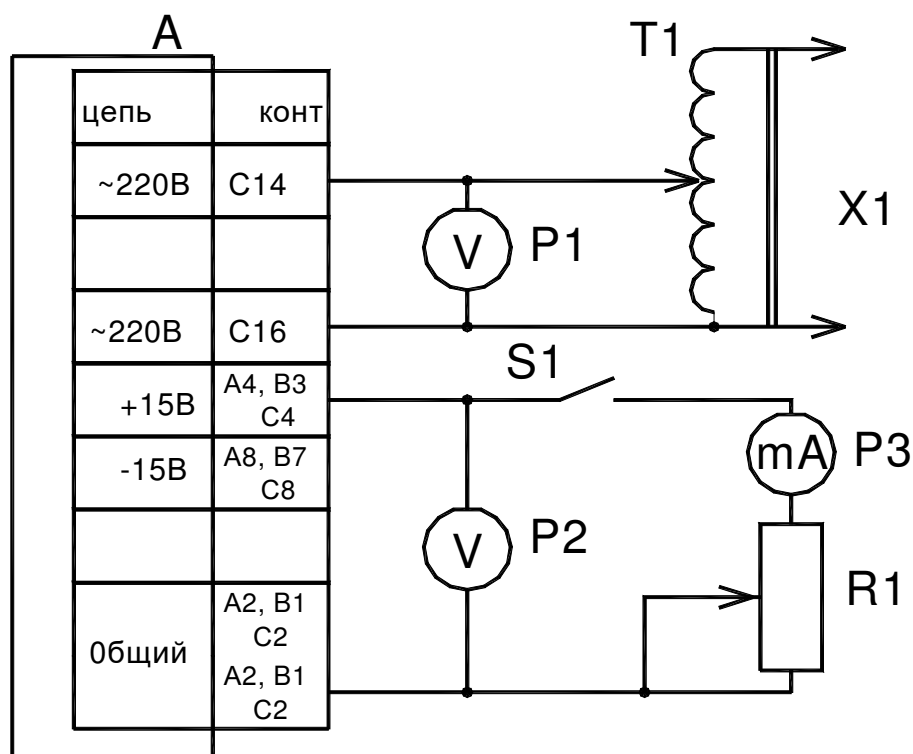 A
T1
цепь конт
~220В C14
P1
V
X1
~220В C16
S1
+15В A4, B3
C4
mA P3
-15В A8, B7
C8
V
P2
R1
A2, B1
C2
0бщий
A2, B1
C2